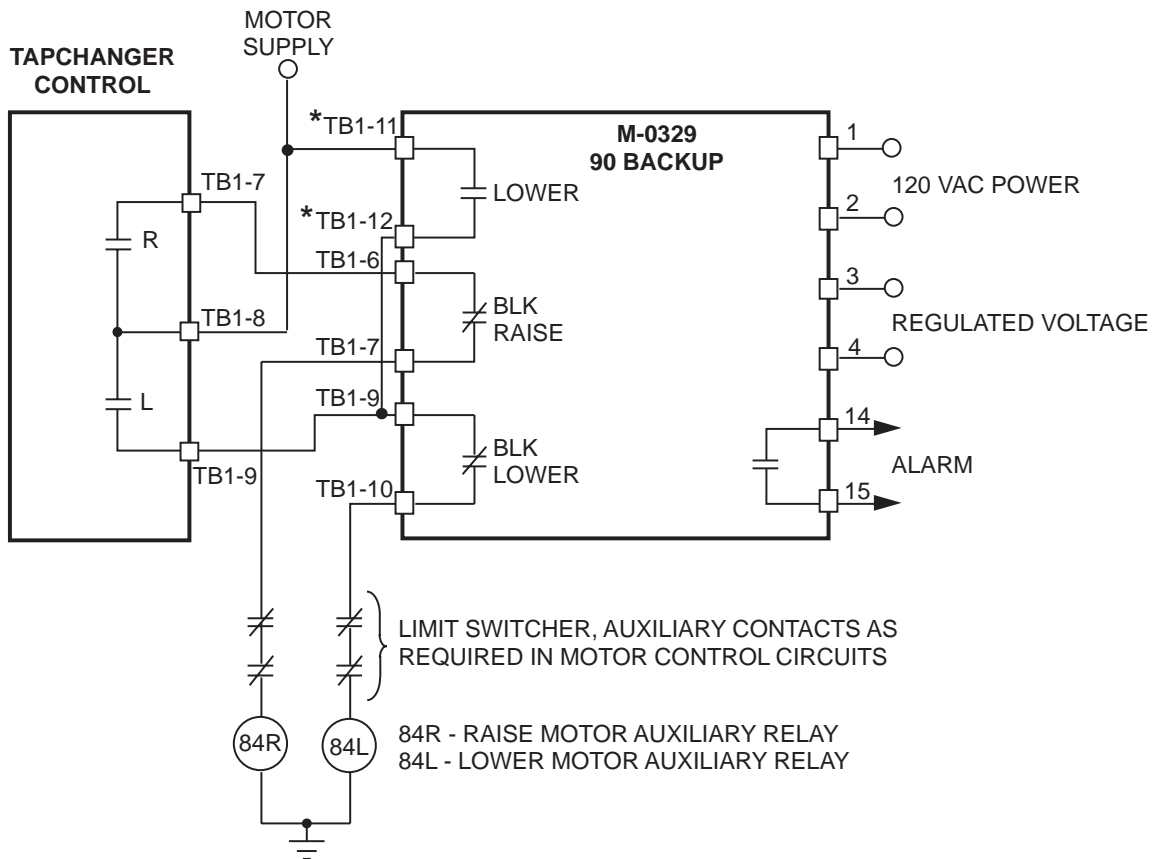 MOTOR
SUPPLY
TAPCHANGER
CONTROL
*TB1-11
M-0329
90 BACKUP
1
120 VAC POWER
2
TB1-7
LOWER
*TB1-12
R
TB1-6
3
REGULATED VOLTAGE
4
BLK
RAISE
TB1-8
TB1-7
L
TB1-9
14
ALARM
15
BLK
LOWER
TB1-9
TB1-10
LIMIT SWITCHER, AUXILIARY CONTACTS AS
REQUIRED IN MOTOR CONTROL CIRCUITS
84R
84L
84R - RAISE MOTOR AUXILIARY RELAY
84L - LOWER MOTOR AUXILIARY RELAY